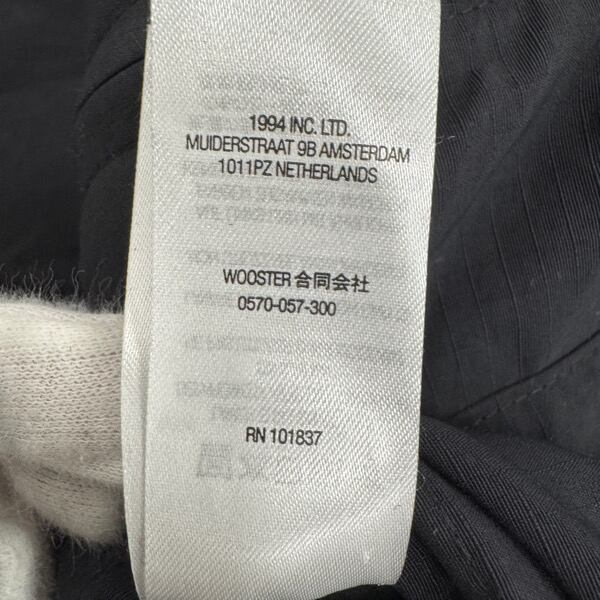 1994 INC. LTD.
MUIDERSTRAAT 9B AMSTERDAM
1011PZ NETHERLANDS
WOOSTER 合同会社
0570-057-300
RN 101837